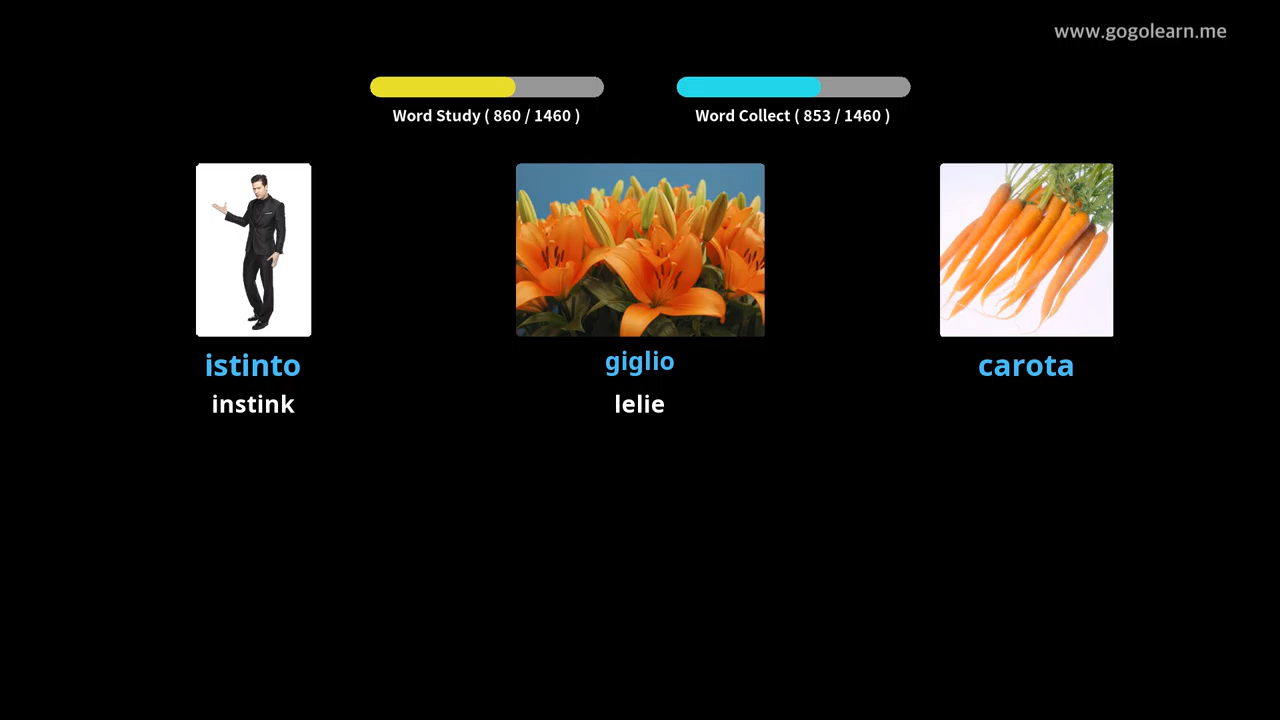 www.gogolearn.me
Word Study ( 860 / 1460 )
Word Collect ( 853 / 1460 )
istinto
giglio
carota
instink
lelie